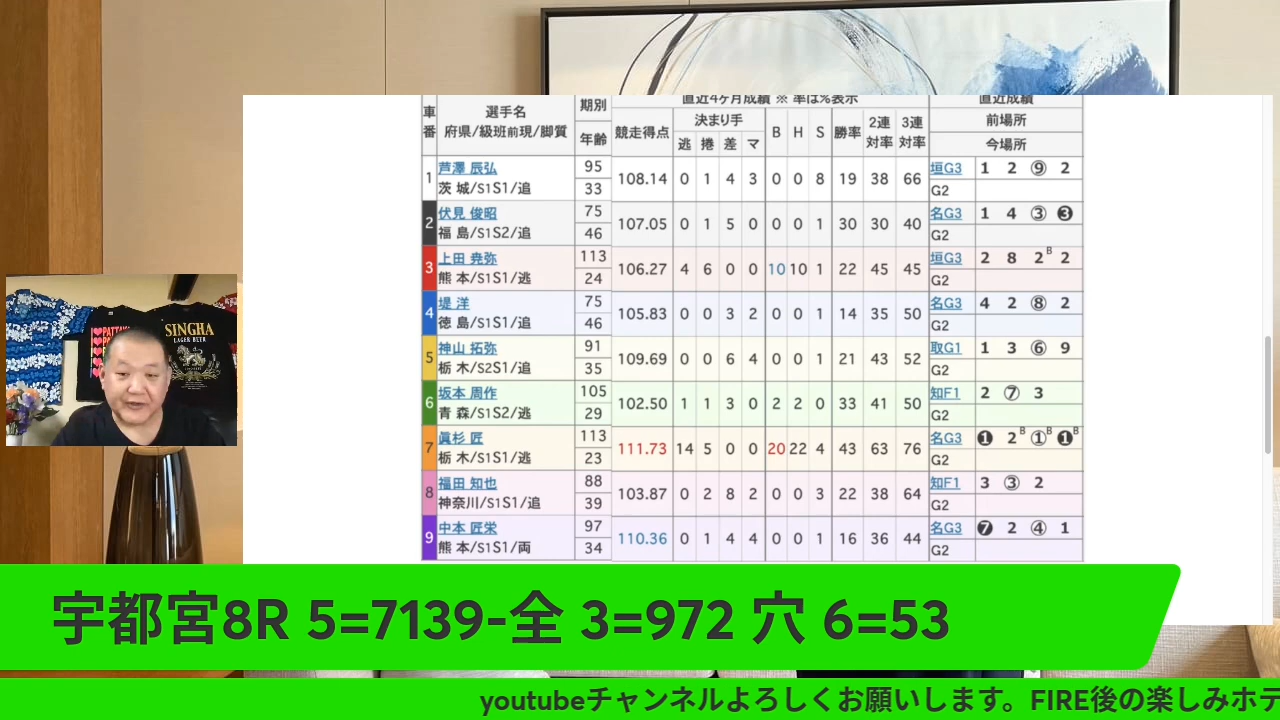 直近4ヶ月成績 ※ 率は%表示 直近成績
車番 選手名 期別 競走得点 決まり手 B H S 勝率 2連対率 3連対率 前場所
府県/級班前現/脚質 年齢 逃 捲 差 マ 今場所
1 芦澤 辰弘 95 108.14 0 1 4 3 0 0 8 19 38 66 垣G3 1 2 ⑨ 2
茨 城/S1S1/追 33 G2
2 伏見 俊昭 75 107.05 0 1 5 0 0 0 1 30 30 40 名G3 1 4 ③ ❸
福 島/S1S2/追 46 G2
3 上田 尭弥 113 106.27 4 6 0 0 10 10 1 22 45 45 垣G3 2 8 2B 2
熊 本/S1S1/逃 24 G2
4 堤 洋 75 105.83 0 0 3 2 0 0 1 14 35 50 名G3 4 2 ⑧ 2
徳 島/S1S1/追 46 G2
5 神山 拓弥 91 109.69 0 0 6 4 0 0 1 21 43 52 取G1 1 3 ⑥ 9
栃 木/S2S1/追 35 G2
6 坂本 周作 105 102.50 1 1 3 0 2 2 0 33 41 50 知F1 2 ⑦ 3
青 森/S1S2/逃 29 G2
7 眞杉 匠 113 111.73 14 5 0 0 20 22 4 43 63 76 名G3 ❶ 2B ①B ❶B
栃 木/S1S1/逃 23 G2
8 福田 知也 88 103.87 0 2 8 2 0 0 3 22 38 64 知F1 3 ③ 2
神奈川/S1S1/追 39 G2
9 中本 匠栄 97 110.36 0 1 4 4 0 0 1 16 36 44 名G3 ❼ 2 ④ 1
熊 本/S1S1/両 34 G2
SINGHA
LAGER BEER
宇都宮8R 5=7139-全 3=972 穴 6=53
youtubeチャンネルよろしくお願いします。FIRE後の楽しみホテ